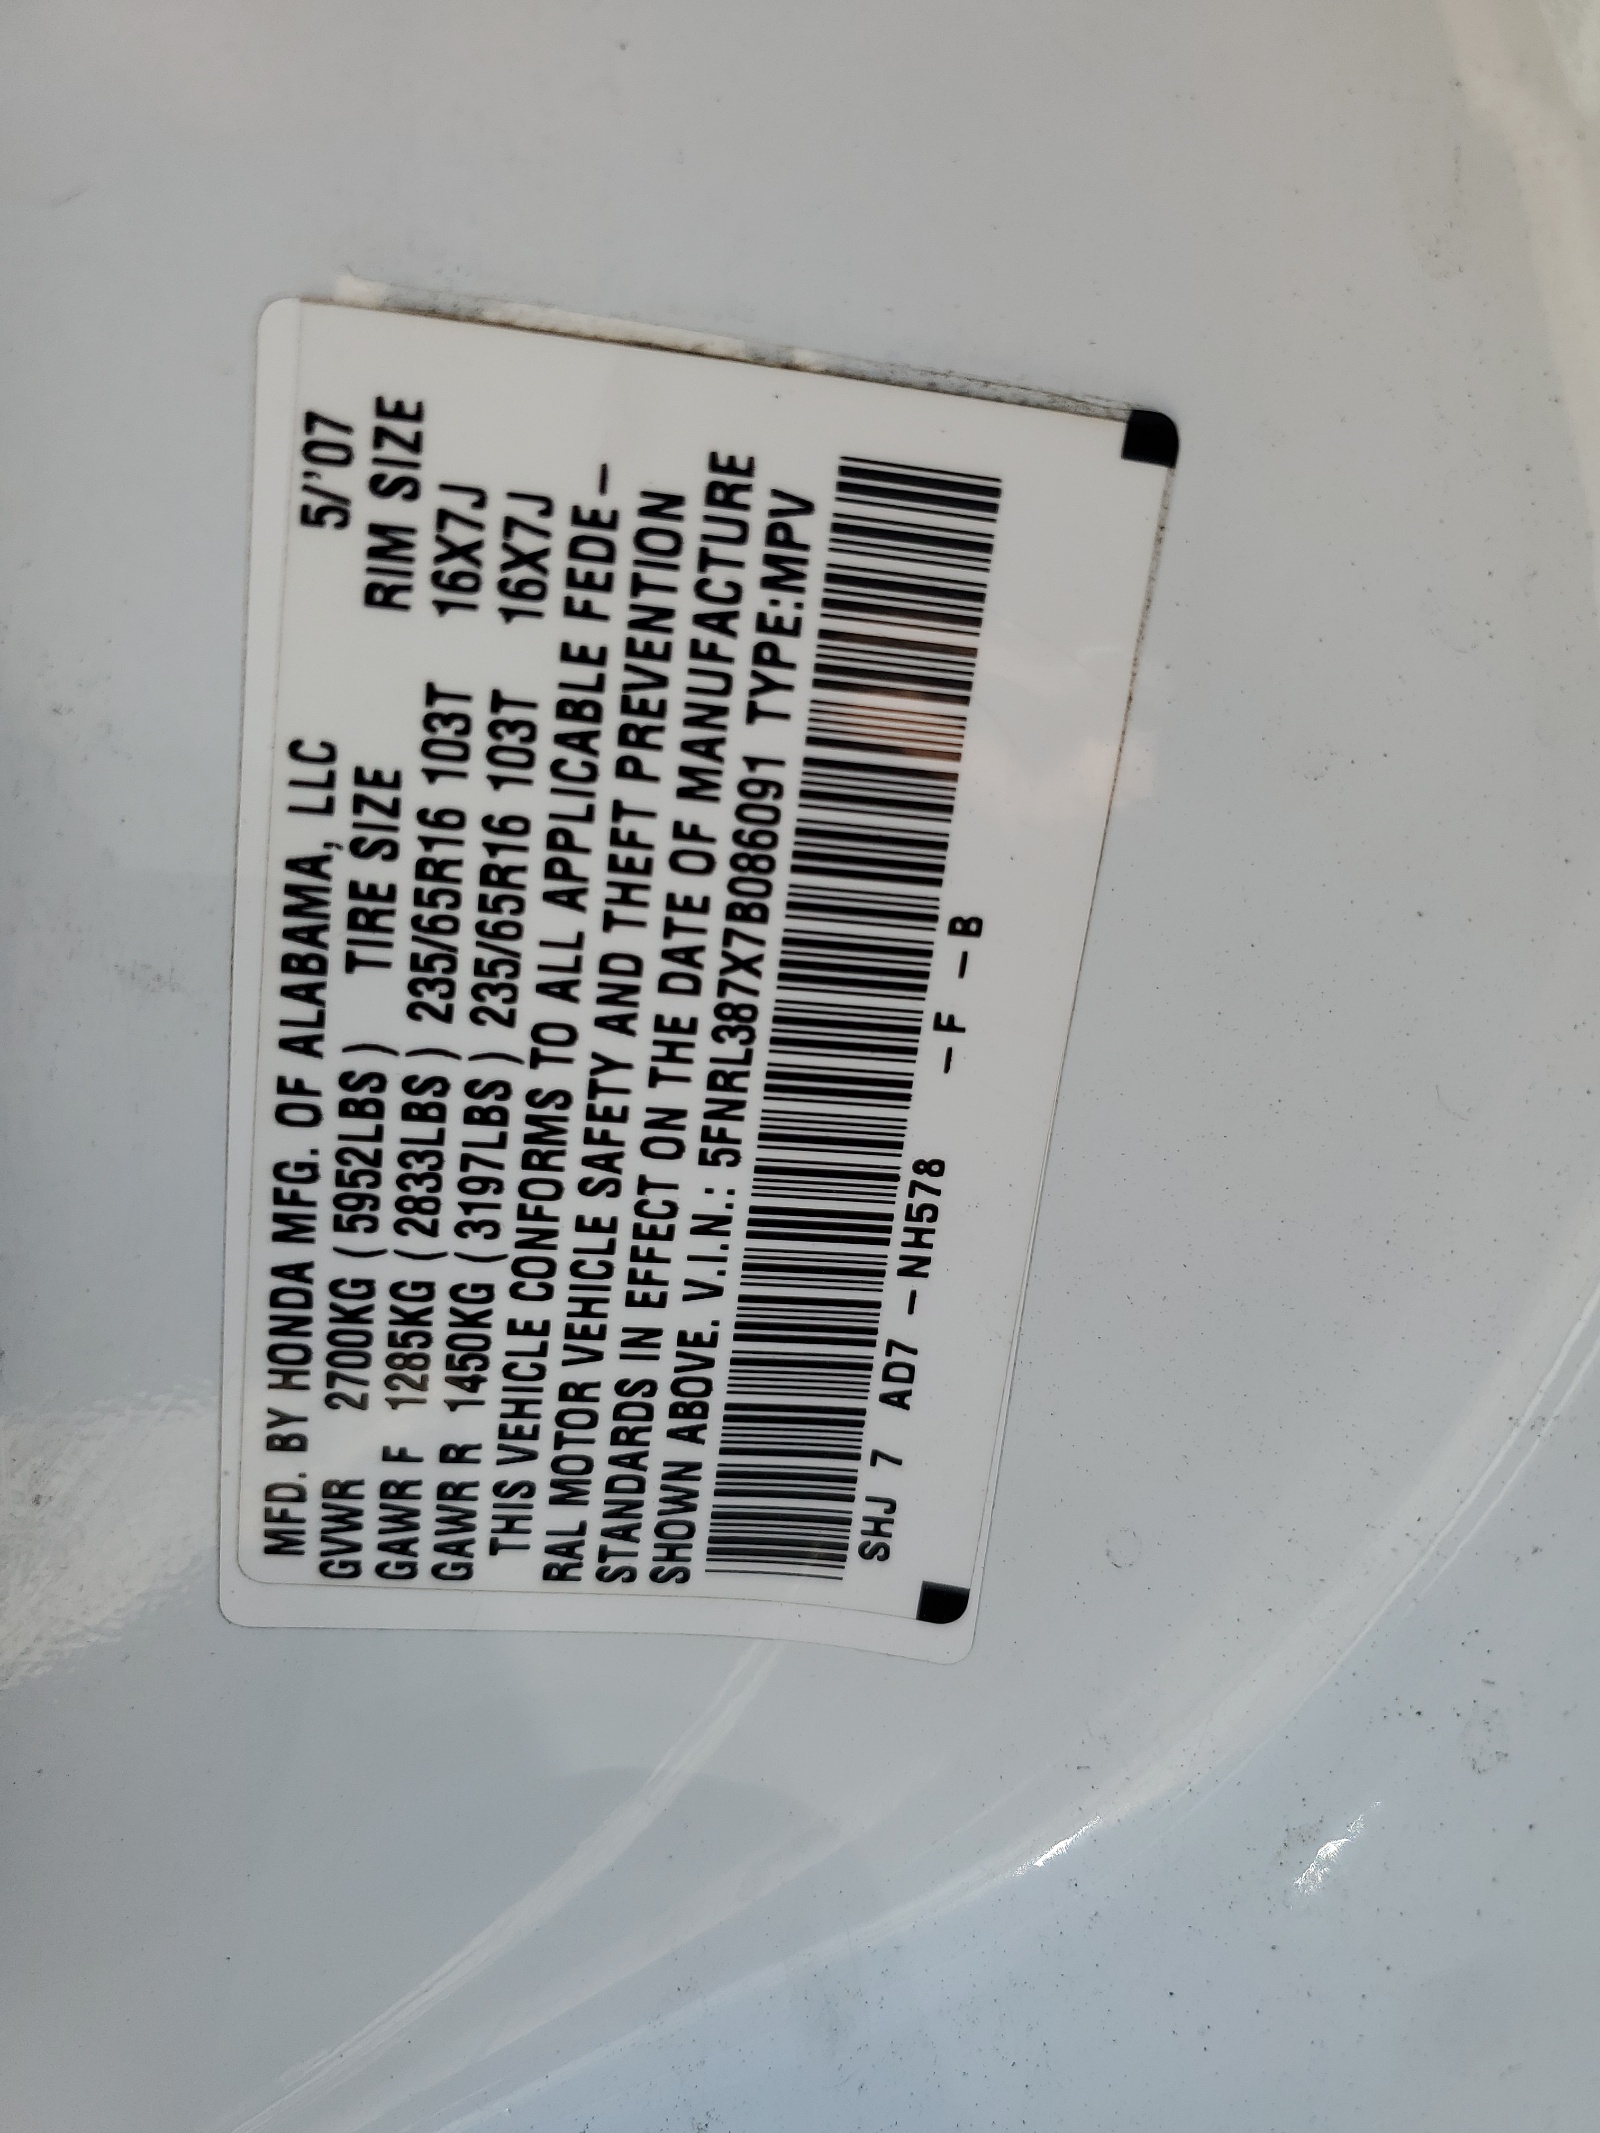 MFD. BY HONDA MFG. OF ALABAMA, LLC 5/'07
GVWR 2700KG ( 5952LBS ) TIRE SIZE RIM SIZE
GAWR F 1285KG ( 2833LBS ) 235/65R16 103T 16X7J
GAWR R 1450KG ( 3197LBS ) 235/65R16 103T 16X7J
THIS VEHICLE CONFORMS TO ALL APPLICABLE FEDE-
RAL MOTOR VEHICLE SAFETY AND THEFT PREVENTION
STANDARDS IN EFFECT ON THE DATE OF MANUFACTURE
SHOWN ABOVE. V.I.N.: 5FNRL387X7B086091 TYPE:MPV
SHJ 7 AD7 -NH578 -F -B